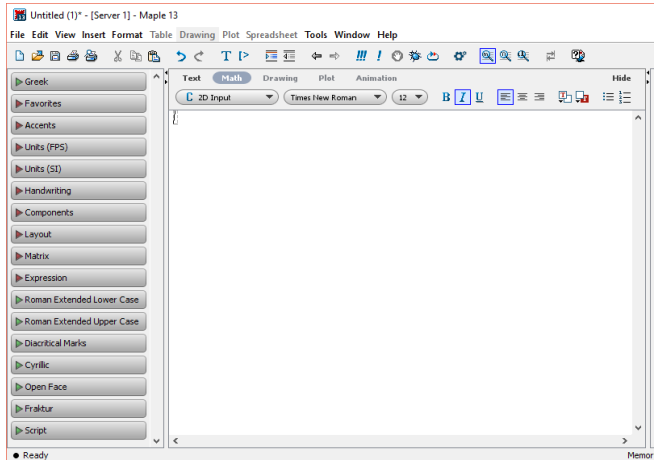 Untitled (1)* - [Server 1] - Maple 13
File Edit View Insert Format Table Drawing Plot Spreadsheet Tools Window Help
Text Math Drawing Plot Animation Hide
C 2D Input Times New Roman 12 B I U
Greek
Favorites
Accents
Units (FPS)
Units (SI)
Handwriting
Components
Layout
Matrix
Expression
Roman Extended Lower Case
Roman Extended Upper Case
Diacritical Marks
Cyrillic
Open Face
Fraktur
Script
Ready Memor